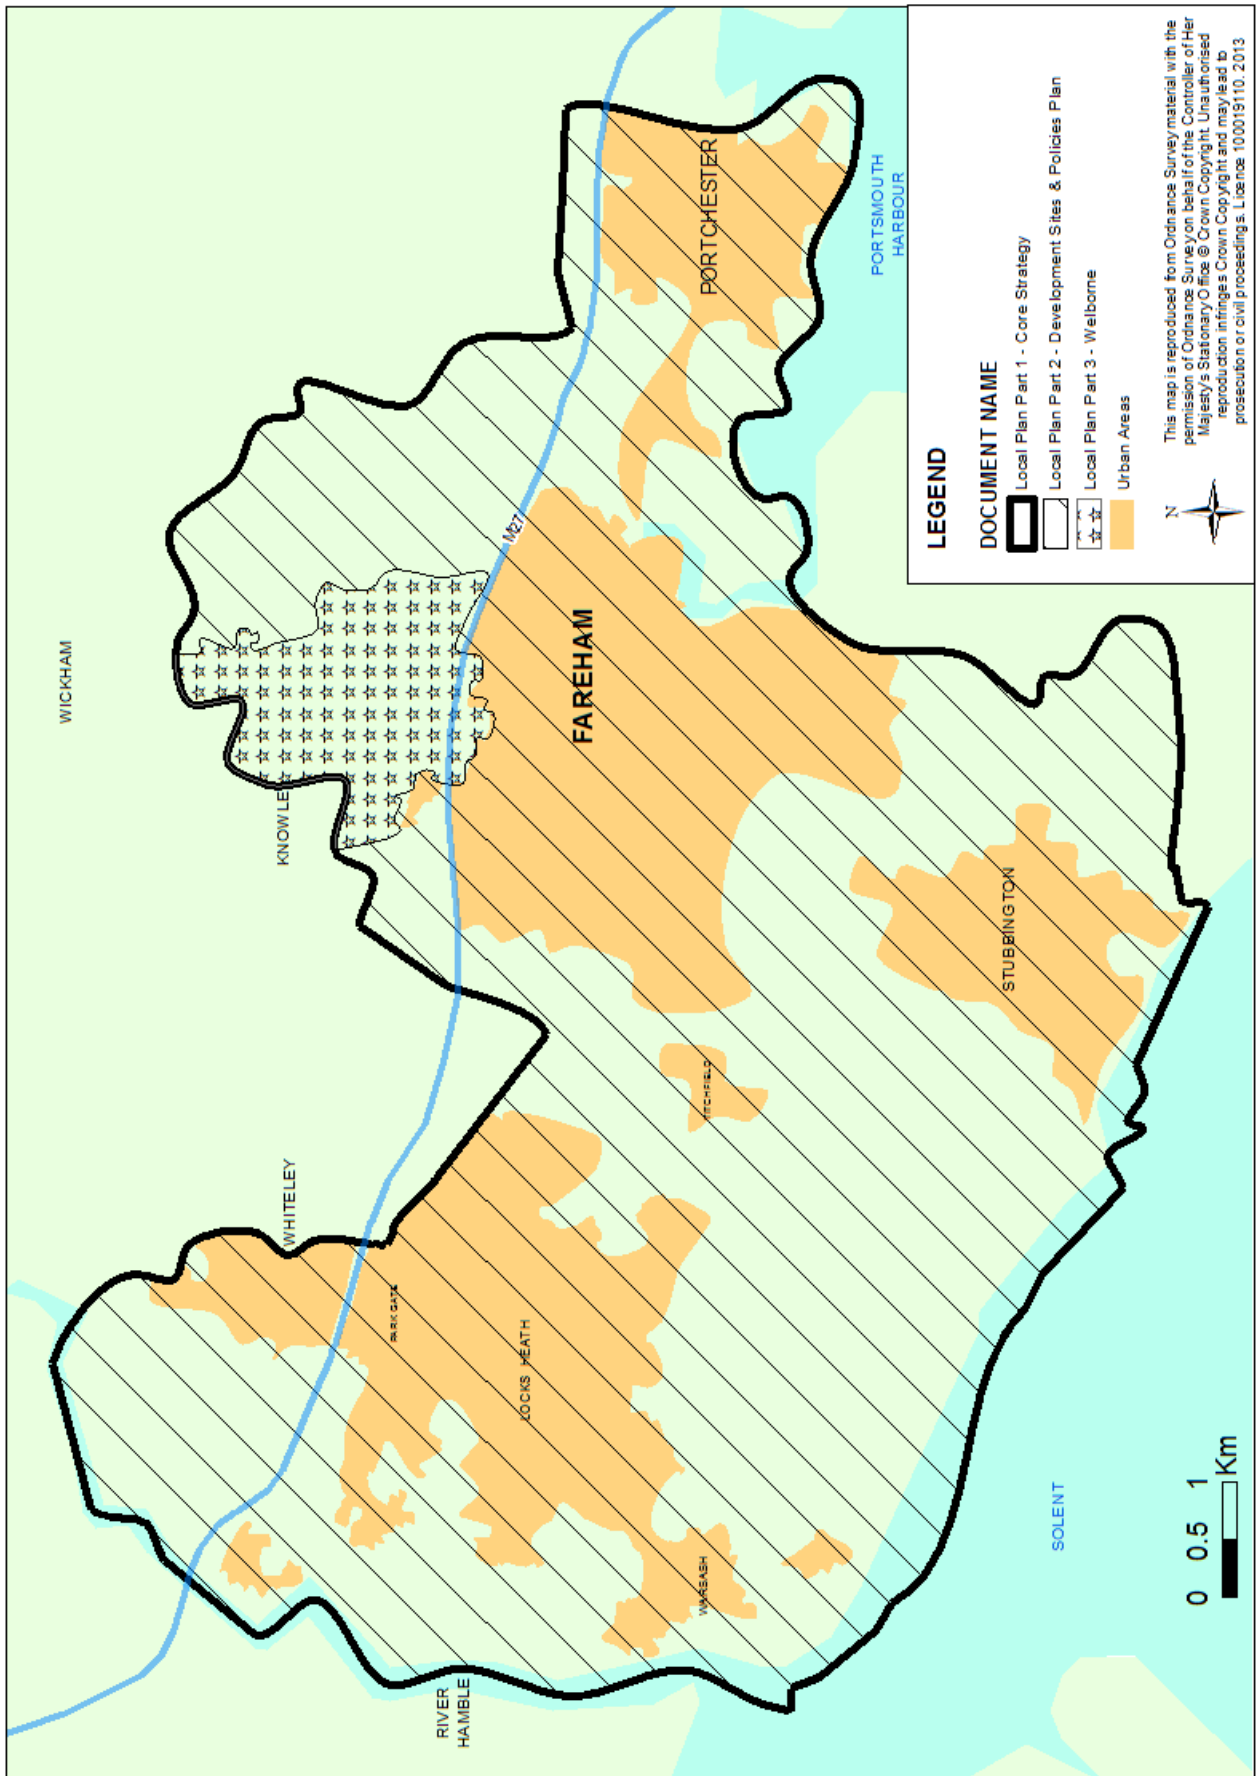 WICKHAM
KNOWLE
WHITELEY
M27
PORTCHESTER
FAREHAM
PARK GATE
LOCKS HEATH
TITCHFIELD
STUBBINGTON
WARSASH
RIVER
HAMBLE
PORTSMOUTH
HARBOUR
SOLENT
0 0.5 1
Km
LEGEND
DOCUMENT NAME
Local Plan Part 1 - Core Strategy
Local Plan Part 2 - Development Sites & Policies Plan
Local Plan Part 3 - Welborne
Urban Areas
N
This map is reproduced from Ordnance Survey material with the
permission of Ordnance Survey on behalf of the Controller of Her
Majesty's Stationary Office © Crown Copyright. Unauthorised
reproduction infringes Crown Copyright and may lead to
prosecution or civil proceedings. Licence 100019110. 2013